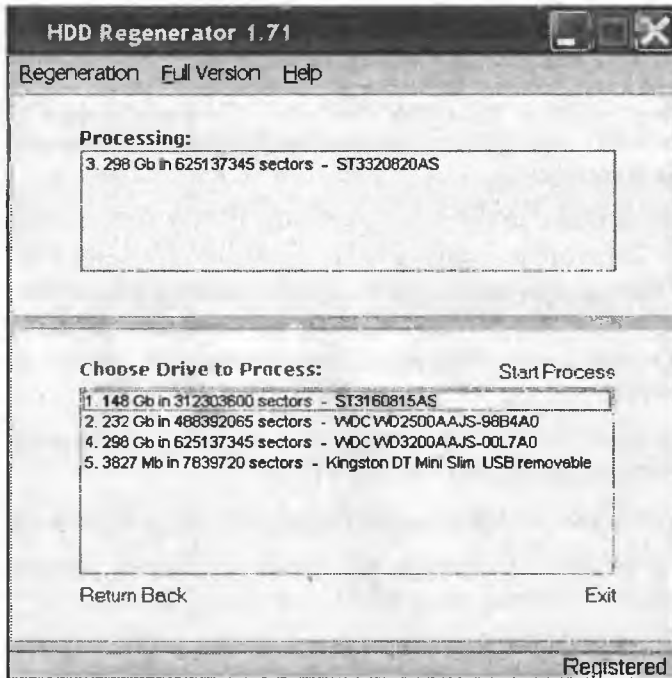 HDD Regenerator 1.71
Regeneration Full Version Help
Processing:
3. 298 Gb in 625137345 sectors - ST3320820AS
Choose Drive to Process: Start Process
1. 148 Gb in 312303600 sectors - ST3160815AS
2. 232 Gb in 488392065 sectors - WDC WD2500AAJS-98B4A0
4. 298 Gb in 625137345 sectors - WDC WD3200AAJS-00L7A0
5. 3827 Mb in 7839720 sectors - Kingston DT Mini Slim USB removable
Return Back Exit
Registered